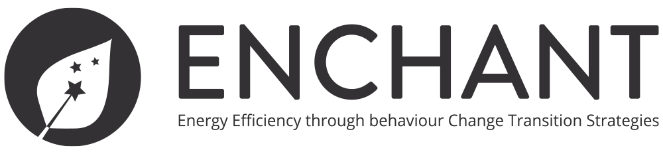 ENCHANT
Energy Efficiency through behaviour Change Transition Strategies